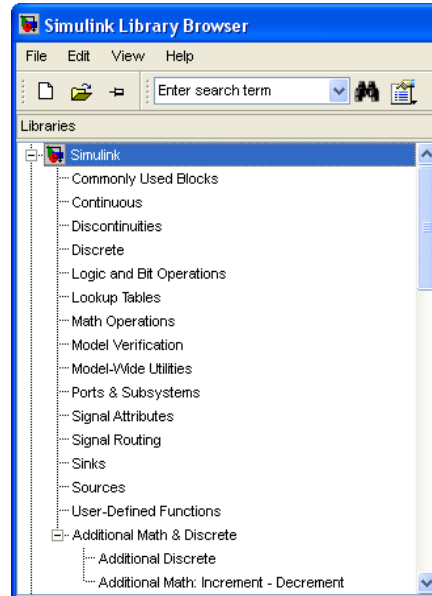 Simulink Library Browser
File Edit View Help
Enter search term
Libraries
Simulink
Commonly Used Blocks
Continuous
Discontinuities
Discrete
Logic and Bit Operations
Lookup Tables
Math Operations
Model Verification
Model-Wide Utilities
Ports & Subsystems
Signal Attributes
Signal Routing
Sinks
Sources
User-Defined Functions
Additional Math & Discrete
Additional Discrete
Additional Math: Increment - Decrement